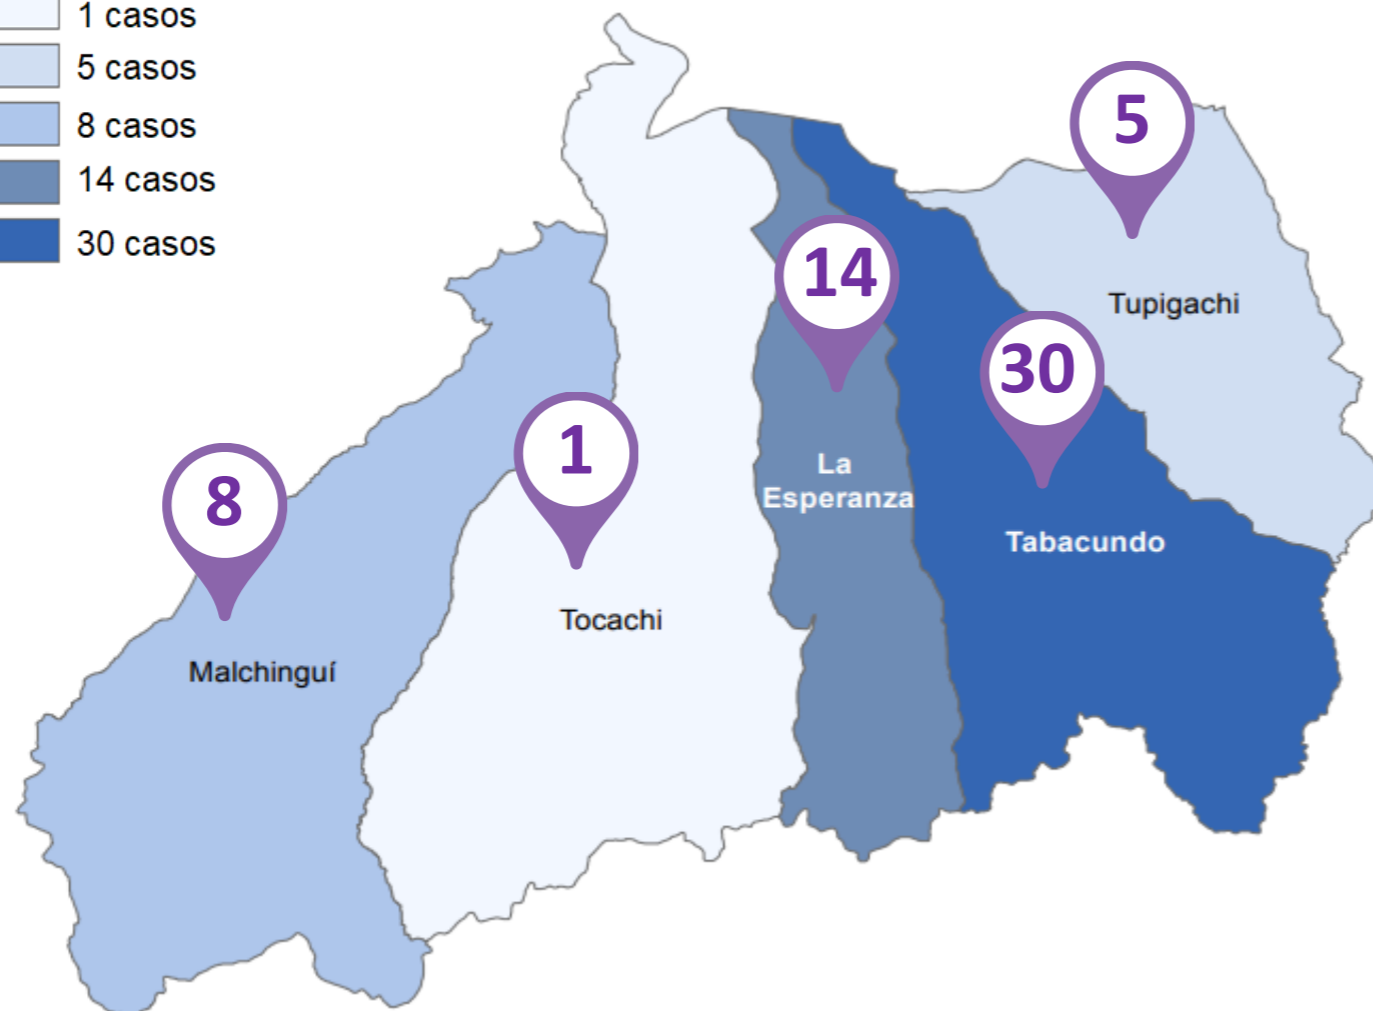 1 casos
5 casos
8 casos
14 casos
30 casos
5
14
Tupigachi
30
1
La
Esperanza
8
Tabacundo
Tocachi
Malchinguí